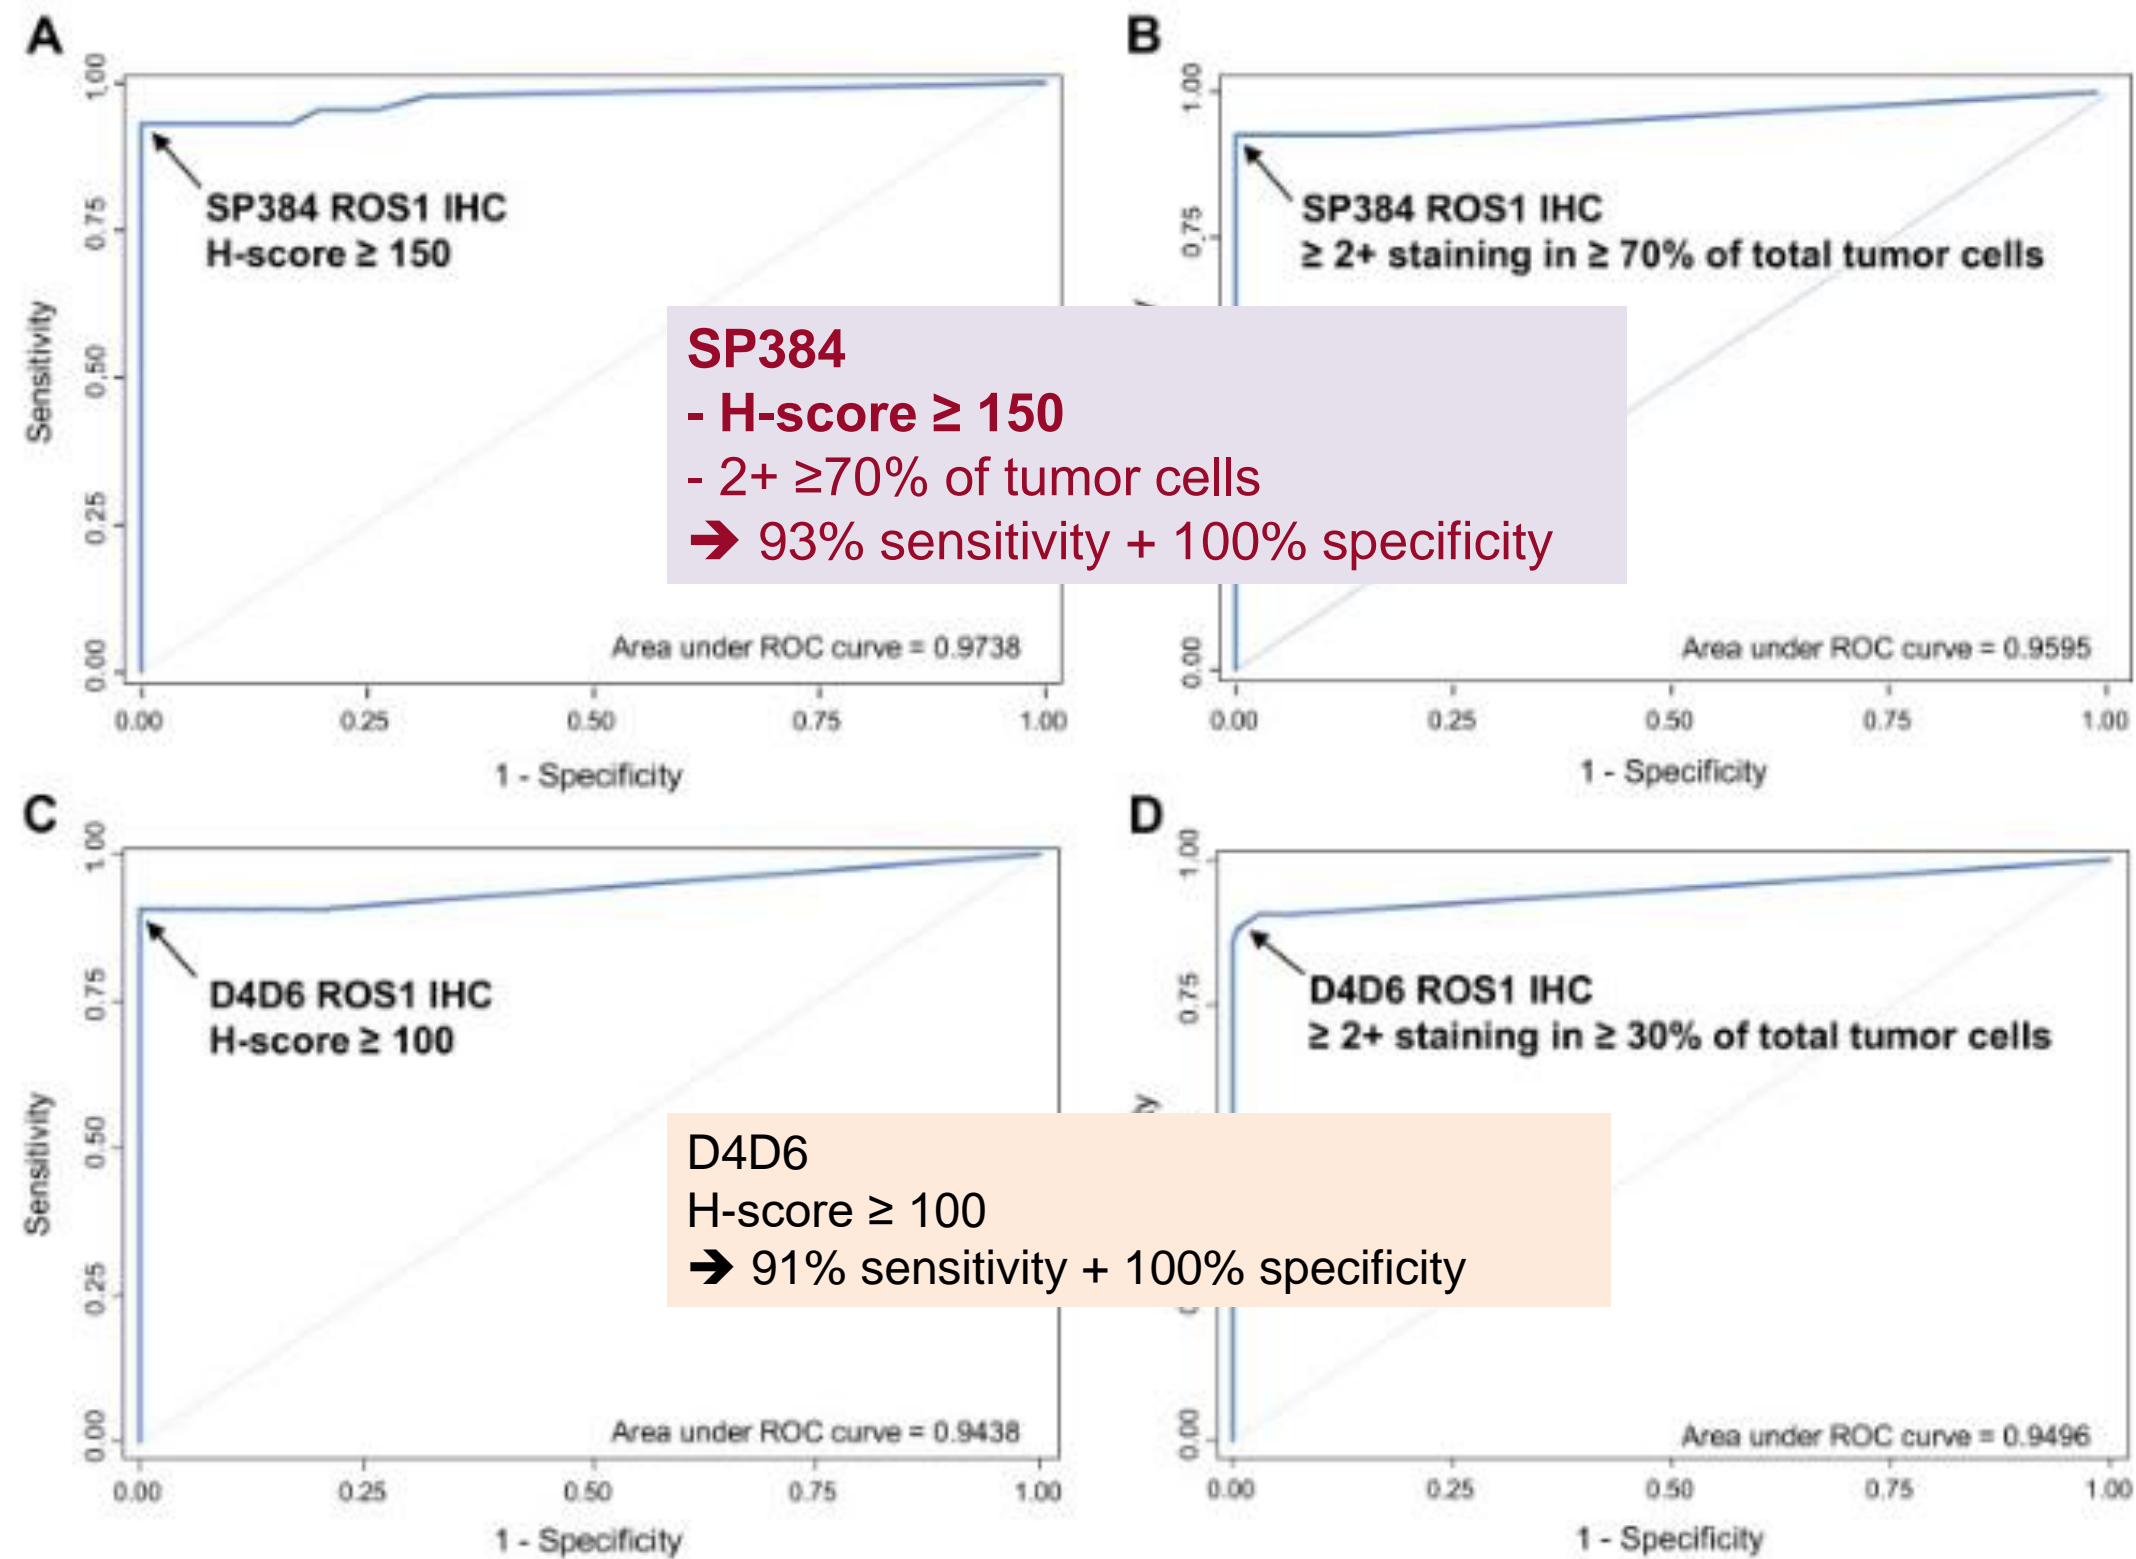 A
1.00
0.75
0.50
0.25
0.00
Sensitivity
SP384 ROS1 IHC
H-score ≥ 150
Area under ROC curve = 0.9738
0.00 0.25 0.50 0.75 1.00
1 - Specificity
B
1.00
0.75
0.00
SP384 ROS1 IHC
≥ 2+ staining in ≥ 70% of total tumor cells
Area under ROC curve = 0.9595
0.00 0.25 0.50 0.75 1.00
1 - Specificity
SP384
- H-score ≥ 150
- 2+ ≥70% of tumor cells
➔ 93% sensitivity + 100% specificity
C
1.00
0.75
0.50
0.25
0.00
Sensitivity
D4D6 ROS1 IHC
H-score ≥ 100
Area under ROC curve = 0.9438
0.00 0.25 0.50 0.75 1.00
1 - Specificity
D
1.00
0.75
0.00
D4D6 ROS1 IHC
≥ 2+ staining in ≥ 30% of total tumor cells
Area under ROC curve = 0.9496
0.00 0.25 0.50 0.75 1.00
1 - Specificity
D4D6
H-score ≥ 100
➔ 91% sensitivity + 100% specificity